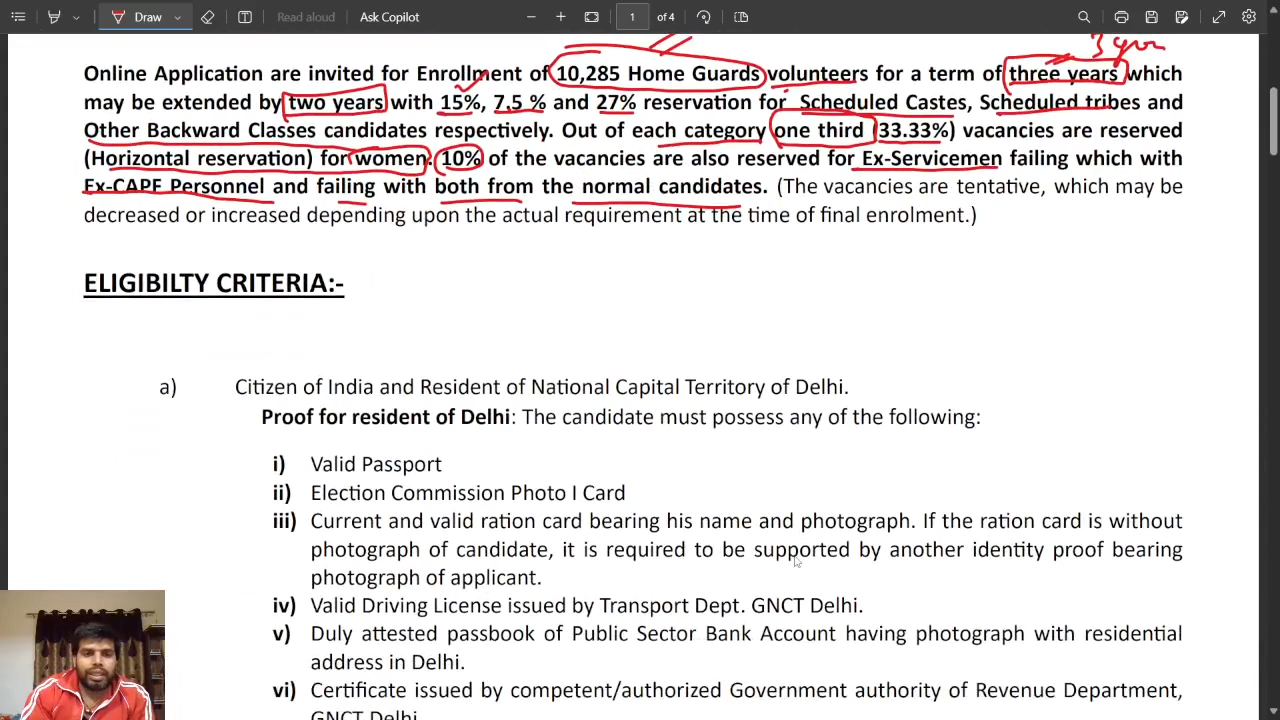 Draw
Read aloud
Ask Copilot
1 of 4
3 year
Online Application are invited for Enrollment of 10,285 Home Guards volunteers for a term of three years which
may be extended by two years with 15%, 7.5 % and 27% reservation for Scheduled Castes, Scheduled tribes and
Other Backward Classes candidates respectively. Out of each category one third (33.33%) vacancies are reserved
(Horizontal reservation) for women. 10% of the vacancies are also reserved for Ex-Servicemen failing which with
Ex-CAPF Personnel and failing with both from the normal candidates. (The vacancies are tentative, which may be
decreased or increased depending upon the actual requirement at the time of final enrolment.)
ELIGIBILTY CRITERIA:-
a) Citizen of India and Resident of National Capital Territory of Delhi.
Proof for resident of Delhi: The candidate must possess any of the following:
i) Valid Passport
ii) Election Commission Photo I Card
iii) Current and valid ration card bearing his name and photograph. If the ration card is without
photograph of candidate, it is required to be supported by another identity proof bearing
photograph of applicant.
iv) Valid Driving License issued by Transport Dept. GNCT Delhi.
v) Duly attested passbook of Public Sector Bank Account having photograph with residential
address in Delhi.
vi) Certificate issued by competent/authorized Government authority of Revenue Department,
GNCT Delhi